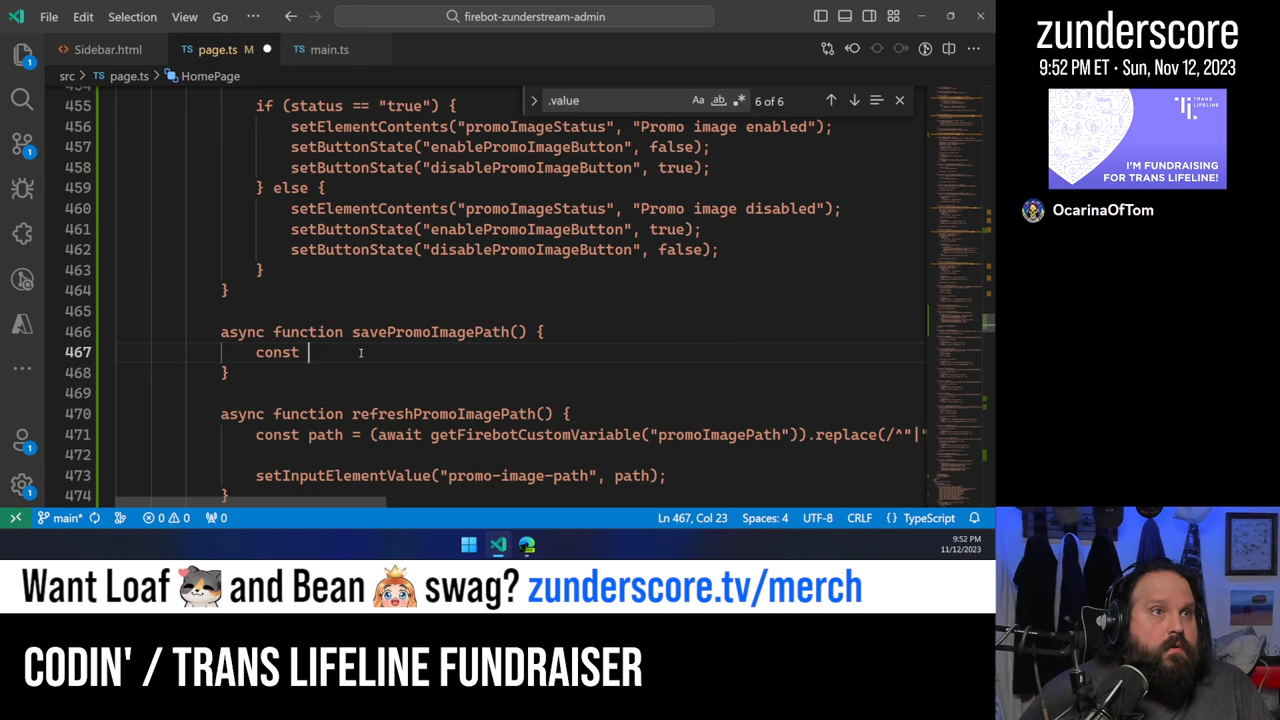 File Edit Selection View Go ··· firebot-zunderstream-admin
Sidebar.html TS page.ts M TS main.ts
src > TS page.ts > HomePage
.value Aa ab 6 of 6
455 if (status == "true") {
456 setElementContents("promoImageStatus", "Promo image enabled");
457 setButtonState("enablePromoImageButton", false);
458 setButtonState("disablePromoImageButton", true);
459 } else {
460 setElementContents("promoImageStatus", "Promo image disabled");
461 setButtonState("enablePromoImageButton", true);
462 setButtonState("disablePromoImageButton", false);
463 }
464 }
465
466 async function savePromoImagePath() {
467 const
468 }
469
470 async function refreshPromoImagePath() {
471 const path = (await getFirebotCustomVariable("promoImagePath")).replace(/^"|"
472
473 setInputElementValue("promo-image-path", path);
474 }
main* 0 0 0 Ln 467, Col 23 Spaces: 4 UTF-8 CRLF { } TypeScript
9:52 PM
11/12/2023
zunderscore
9:52 PM ET • Sun, Nov 12, 2023
TRANS
LIFELINE
I'M FUNDRAISING
FOR TRANS LIFELINE!
OcarinaOfTom
Want Loaf and Bean swag? zunderscore.tv/merch
CODIN' / TRANS LIFELINE FUNDRAISER